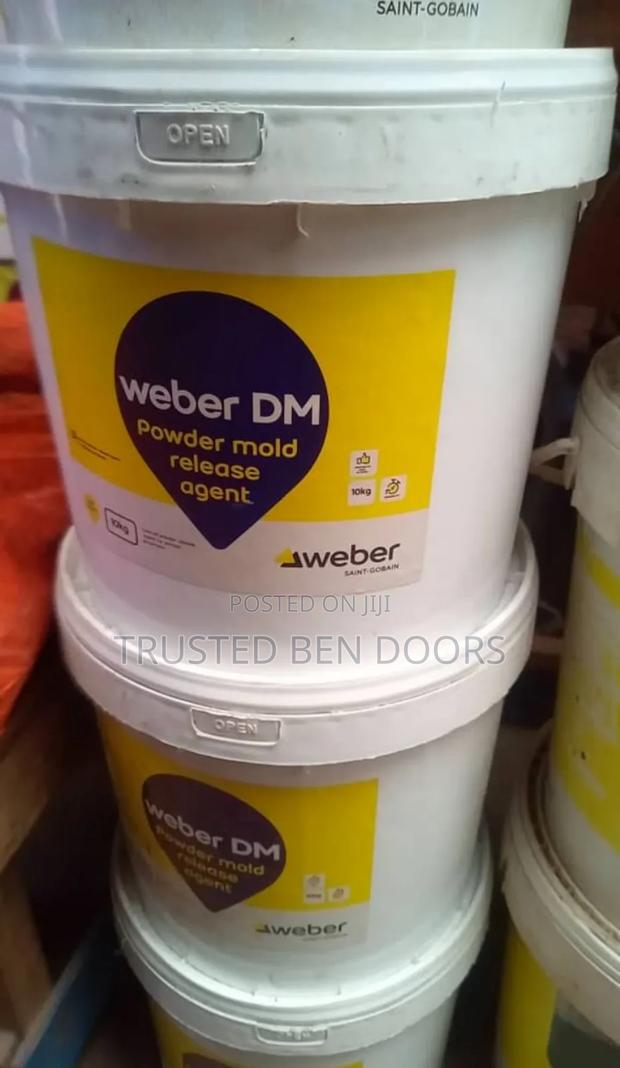 SAINT-GOBAIN
OPEN
weber DM
Powder mold
release
agent
10kg
10kg
weber
SAINT-GOBAIN
POSTED ON JIJI
TRUSTED BEN DOORS
OPEN
weber DM
Powder mold
release
agent
weber